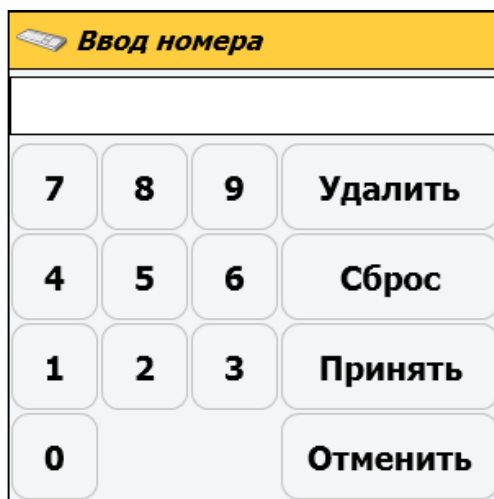 Ввод номера
7 8 9 Удалить
4 5 6 Сброс
1 2 3 Принять
0 Отменить